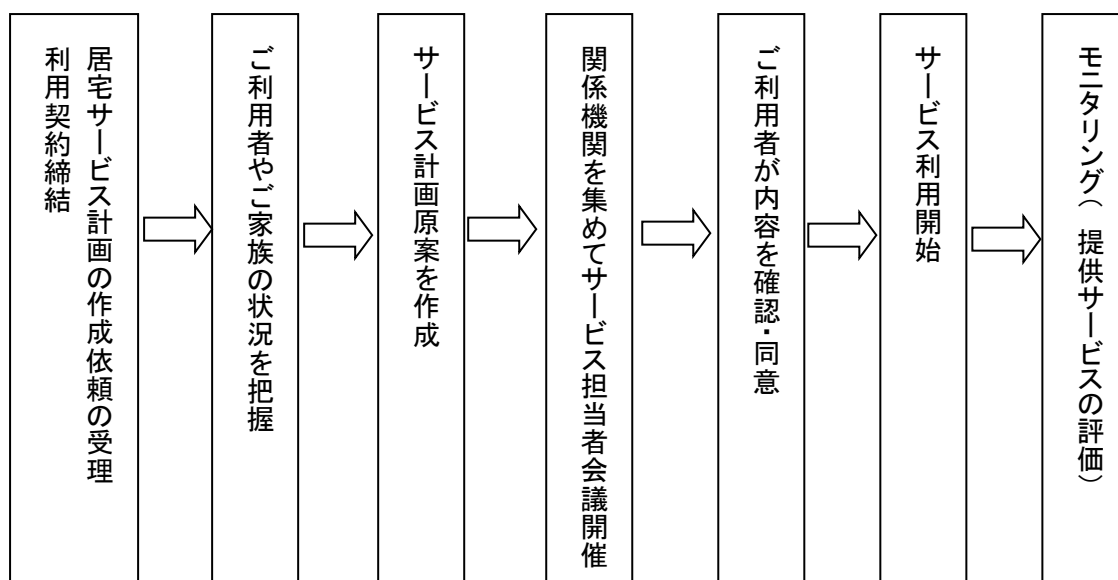 居宅サービス計画の作成依頼の受理
利用契約締結
ご利用者やご家族の状況を把握
サービス計画原案を作成
関係機関を集めてサービス担当者会議開催
ご利用者が内容を確認・同意
サービス利用開始
モニタリング（提供サービスの評価）